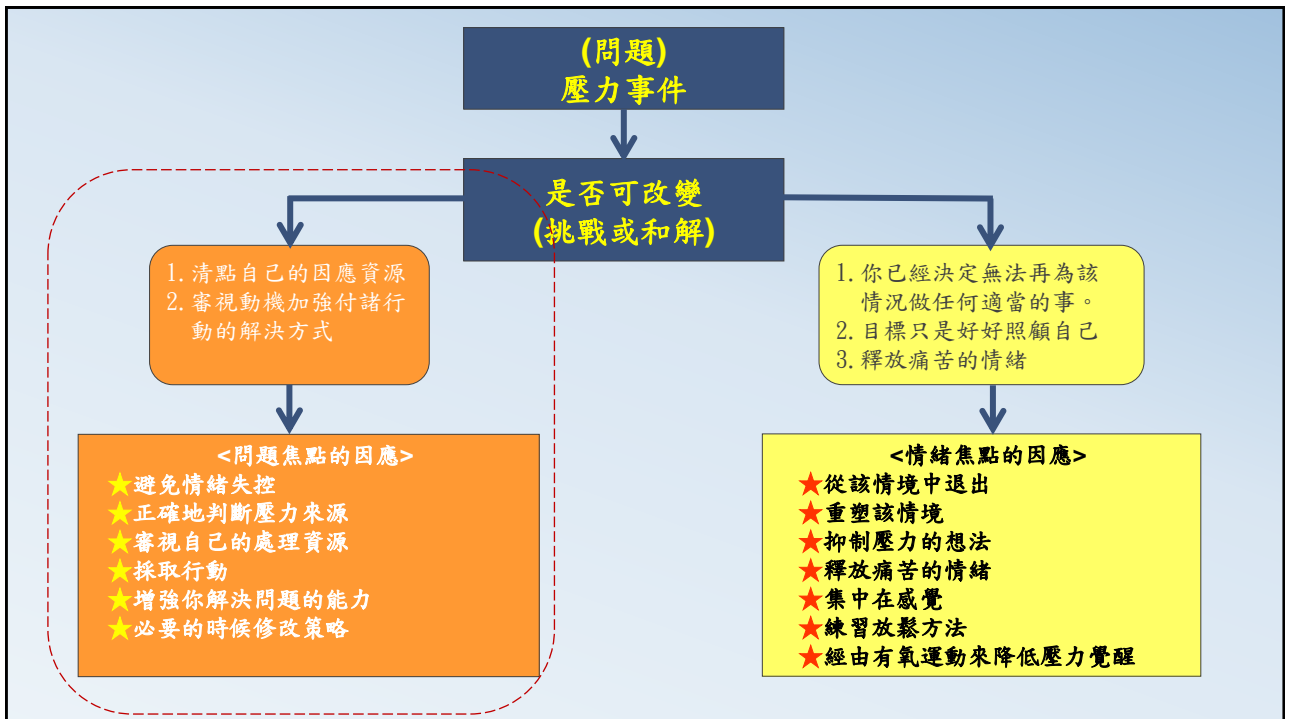 (問題)
壓力事件
是否可改變
(挑戰或和解)
1.清點自己的因應資源
2.審視動機加強付諸行
動的解決方式
1.你已經決定無法再為該
情況做任何適當的事。
2.目標只是好好照顧自己
3.釋放痛苦的情緒
<問題焦點的因應>
★避免情緒失控
★正確地判斷壓力來源
★審視自己的處理資源
★採取行動
★增強你解決問題的能力
★必要的時候修改策略
<情緒焦點的因應>
★從該情境中退出
★重塑該情境
★抑制壓力的想法
★釋放痛苦的情緒
★集中在感覺
★練習放鬆方法
★經由有氧運動來降低壓力覺醒